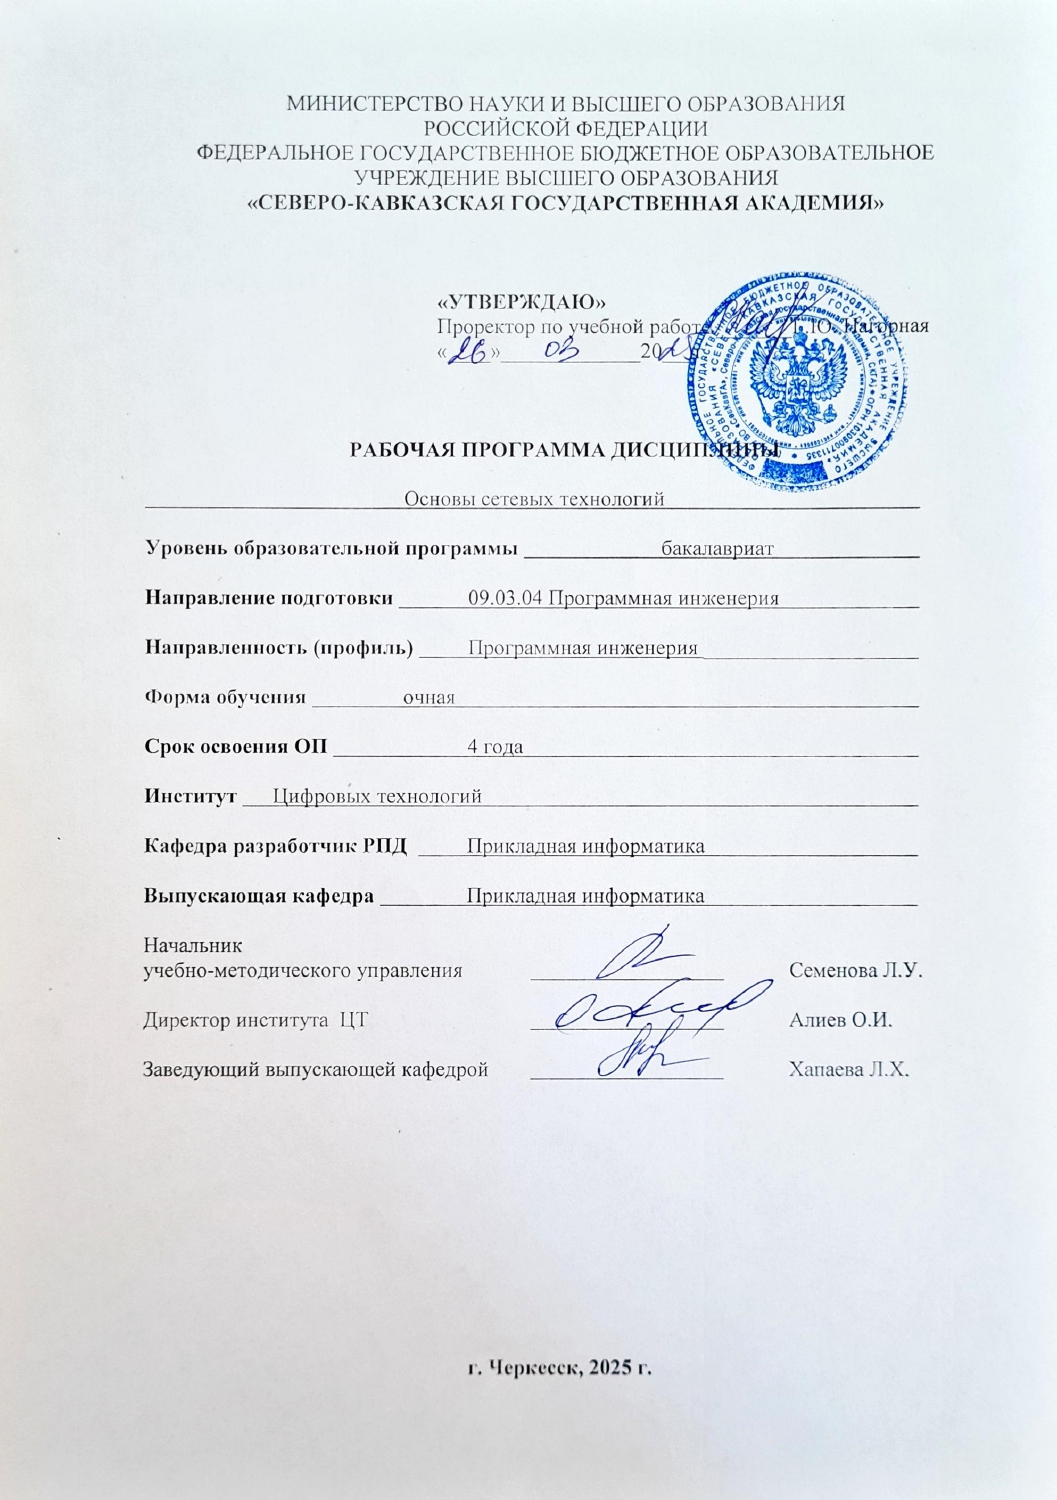 МИНИСТЕРСТВО НАУКИ И ВЫСШЕГО ОБРАЗОВАНИЯ
РОССИЙСКОЙ ФЕДЕРАЦИИ
ФЕДЕРАЛЬНОЕ ГОСУДАРСТВЕННОЕ БЮДЖЕТНОЕ ОБРАЗОВАТЕЛЬНОЕ
УЧРЕЖДЕНИЕ ВЫСШЕГО ОБРАЗОВАНИЯ
«СЕВЕРО-КАВКАЗСКАЯ ГОСУДАРСТВЕННАЯ АКАДЕМИЯ»
«УТВЕРЖДАЮ»
Проректор по учебной работе Г.Ю. Нагорная
«26» 03 2025
РАБОЧАЯ ПРОГРАММА ДИСЦИПЛИНЫ
Основы сетевых технологий
Уровень образовательной программы бакалавриат
Направление подготовки 09.03.04 Программная инженерия
Направленность (профиль) Программная инженерия
Форма обучения очная
Срок освоения ОП 4 года
Институт Цифровых технологий
Кафедра разработчик РПД Прикладная информатика
Выпускающая кафедра Прикладная информатика
Начальник
учебно-методического управления Семенова Л.У.
Директор института ЦТ Алиев О.И.
Заведующий выпускающей кафедрой Хапаева Л.Х.
г. Черкесск, 2025 г.